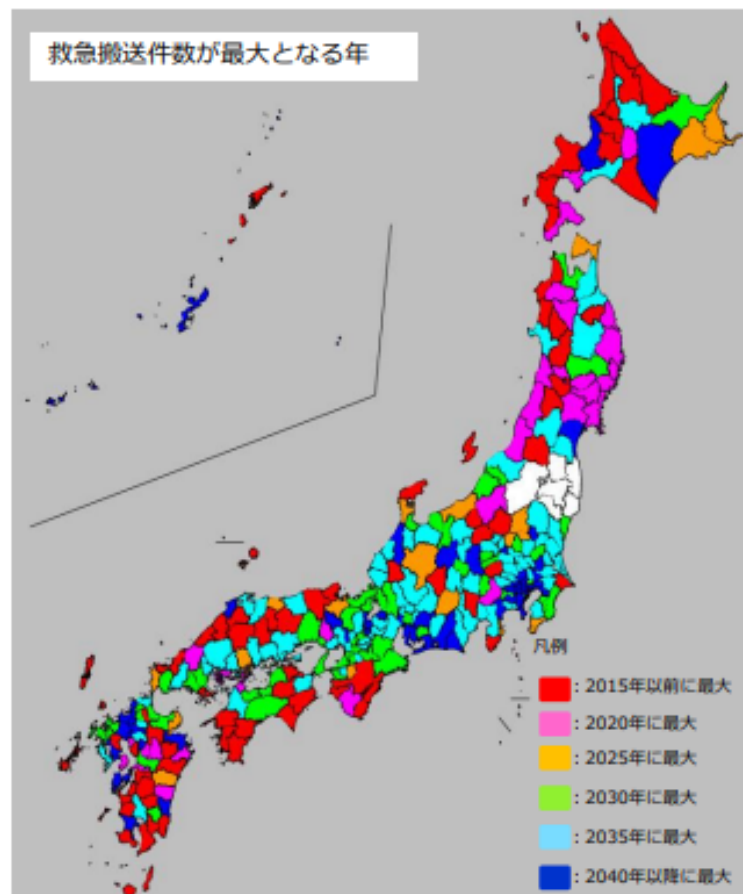 救急搬送件数が最大となる年
凡例
：2015年以前に最大
：2020年に最大
：2025年に最大
：2030年に最大
：2035年に最大
：2040年以降に最大